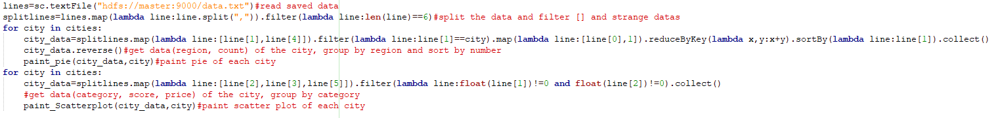 lines=sc.textFile("hdfs://master:9000/data.txt")#read saved data
splitlines=lines.map(lambda line:line.split(",")).filter(lambda line:len(line)==6)#split the data and filter [] and strange datas
for city in cities:
    city_data=splitlines.map(lambda line:[line[1],line[4]]).filter(lambda line:line[1]==city).map(lambda line:[line[0],1]).reduceByKey(lambda x,y:x+y).sortBy(lambda line:line[1]).collect()
    city_data.reverse()#get data(region, count) of the city, group by region and sort by number
    paint_pie(city_data,city)#paint pie of each city
for city in cities:
    city_data=splitlines.map(lambda line:[line[2],line[3],line[5]]).filter(lambda line:float(line[1])!=0 and float(line[2])!=0).collect()
    #get data(category, score, price) of the city, group by category
    paint_Scatterplot(city_data,city)#paint scatter plot of each city